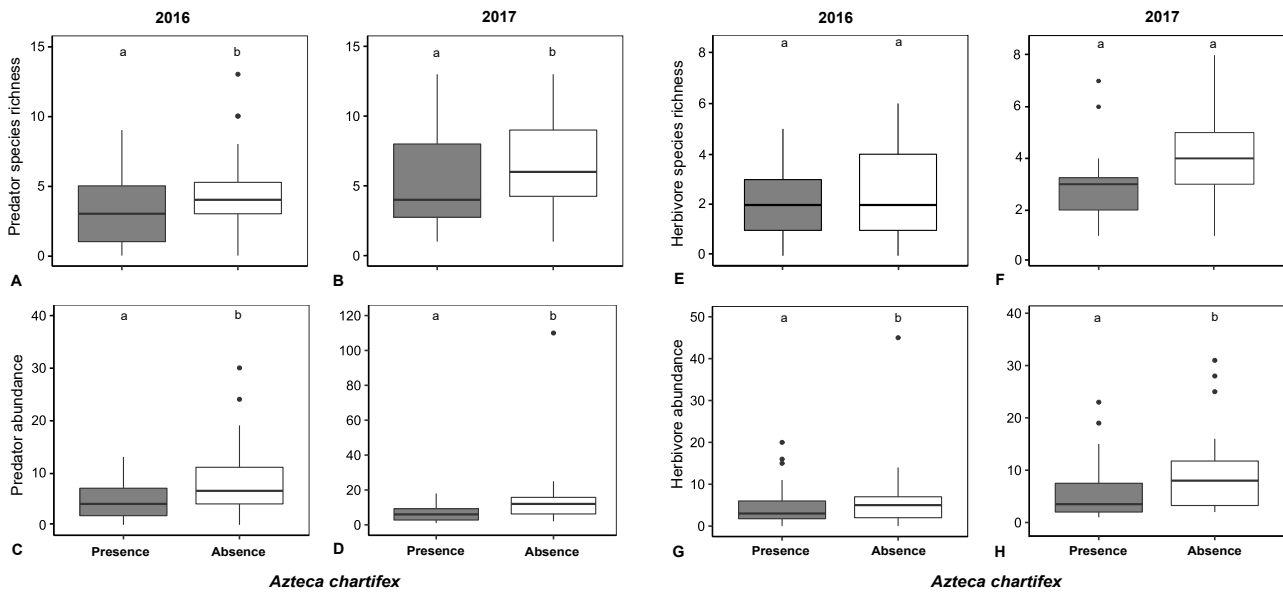 2016
2017
2016
2017
Predator species richness
15
10
5
0
a
b
A
15
10
5
0
a
b
B
Herbivore species richness
8
6
4
2
0
a
a
E
8
6
4
2
0
a
a
F
Predator abundance
40
30
20
10
0
a
b
C
Presence
Absence
120
100
80
60
40
20
0
a
b
D
Presence
Absence
Herbivore abundance
50
40
30
20
10
0
a
b
G
Presence
Absence
40
30
20
10
0
a
b
H
Presence
Absence
Azteca chartifex
Azteca chartifex